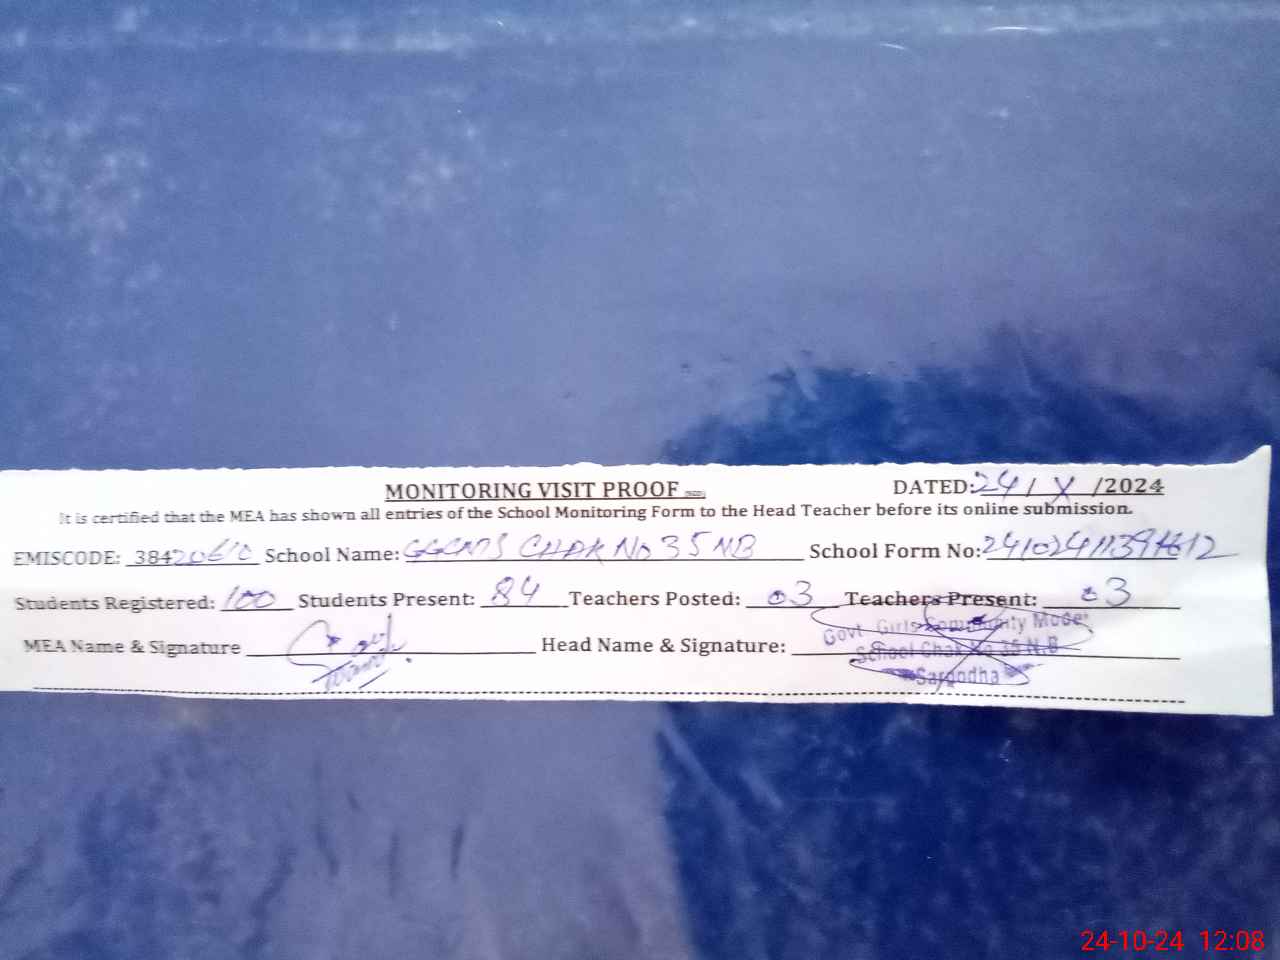 MONITORING VISIT PROOF DATED: 24/X/2024
It is certified that the MEA has shown all entries of the School Monitoring Form to the Head Teacher before its online submission.
EMISCODE: 38420610 School Name: GGCMS CHAK No 35 NB School Form No:
Students Registered: 100 Students Present: 84 Teachers Posted: 03 Teachers Present: 03
MEA Name & Signature Head Name & Signature:
Govt Girls Community Model
School Chak No 35 N.B
Sargodha
24-10-24 12:08